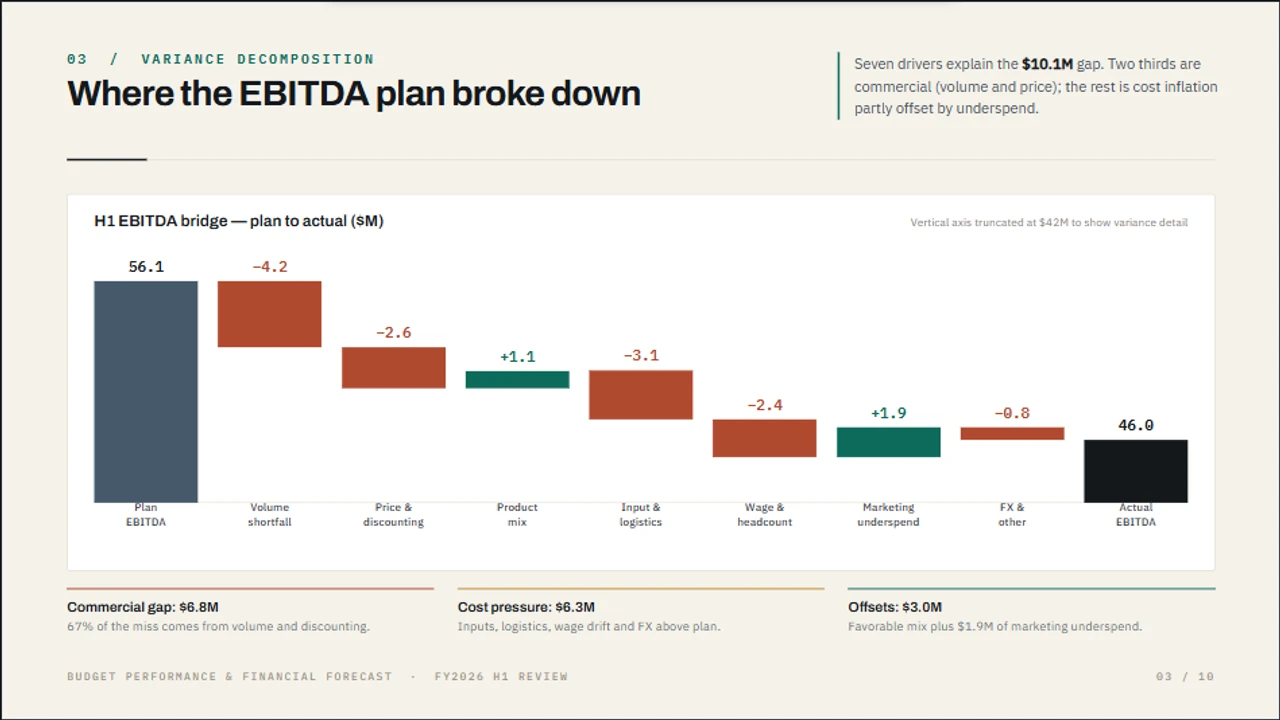 03 / VARIANCE DECOMPOSITION
Where the EBITDA plan broke down
Seven drivers explain the $10.1M gap. Two thirds are
commercial (volume and price); the rest is cost inflation
partly offset by underspend.
H1 EBITDA bridge — plan to actual ($M)
Vertical axis truncated at $42M to show variance detail
56.1
−4.2
−2.6
+1.1
−3.1
−2.4
+1.9
−0.8
46.0
Plan
EBITDA
Volume
shortfall
Price &
discounting
Product
mix
Input &
logistics
Wage &
headcount
Marketing
underspend
FX &
other
Actual
EBITDA
Commercial gap: $6.8M
67% of the miss comes from volume and discounting.
Cost pressure: $6.3M
Inputs, logistics, wage drift and FX above plan.
Offsets: $3.0M
Favorable mix plus $1.9M of marketing underspend.
BUDGET PERFORMANCE & FINANCIAL FORECAST · FY2026 H1 REVIEW
03 / 10